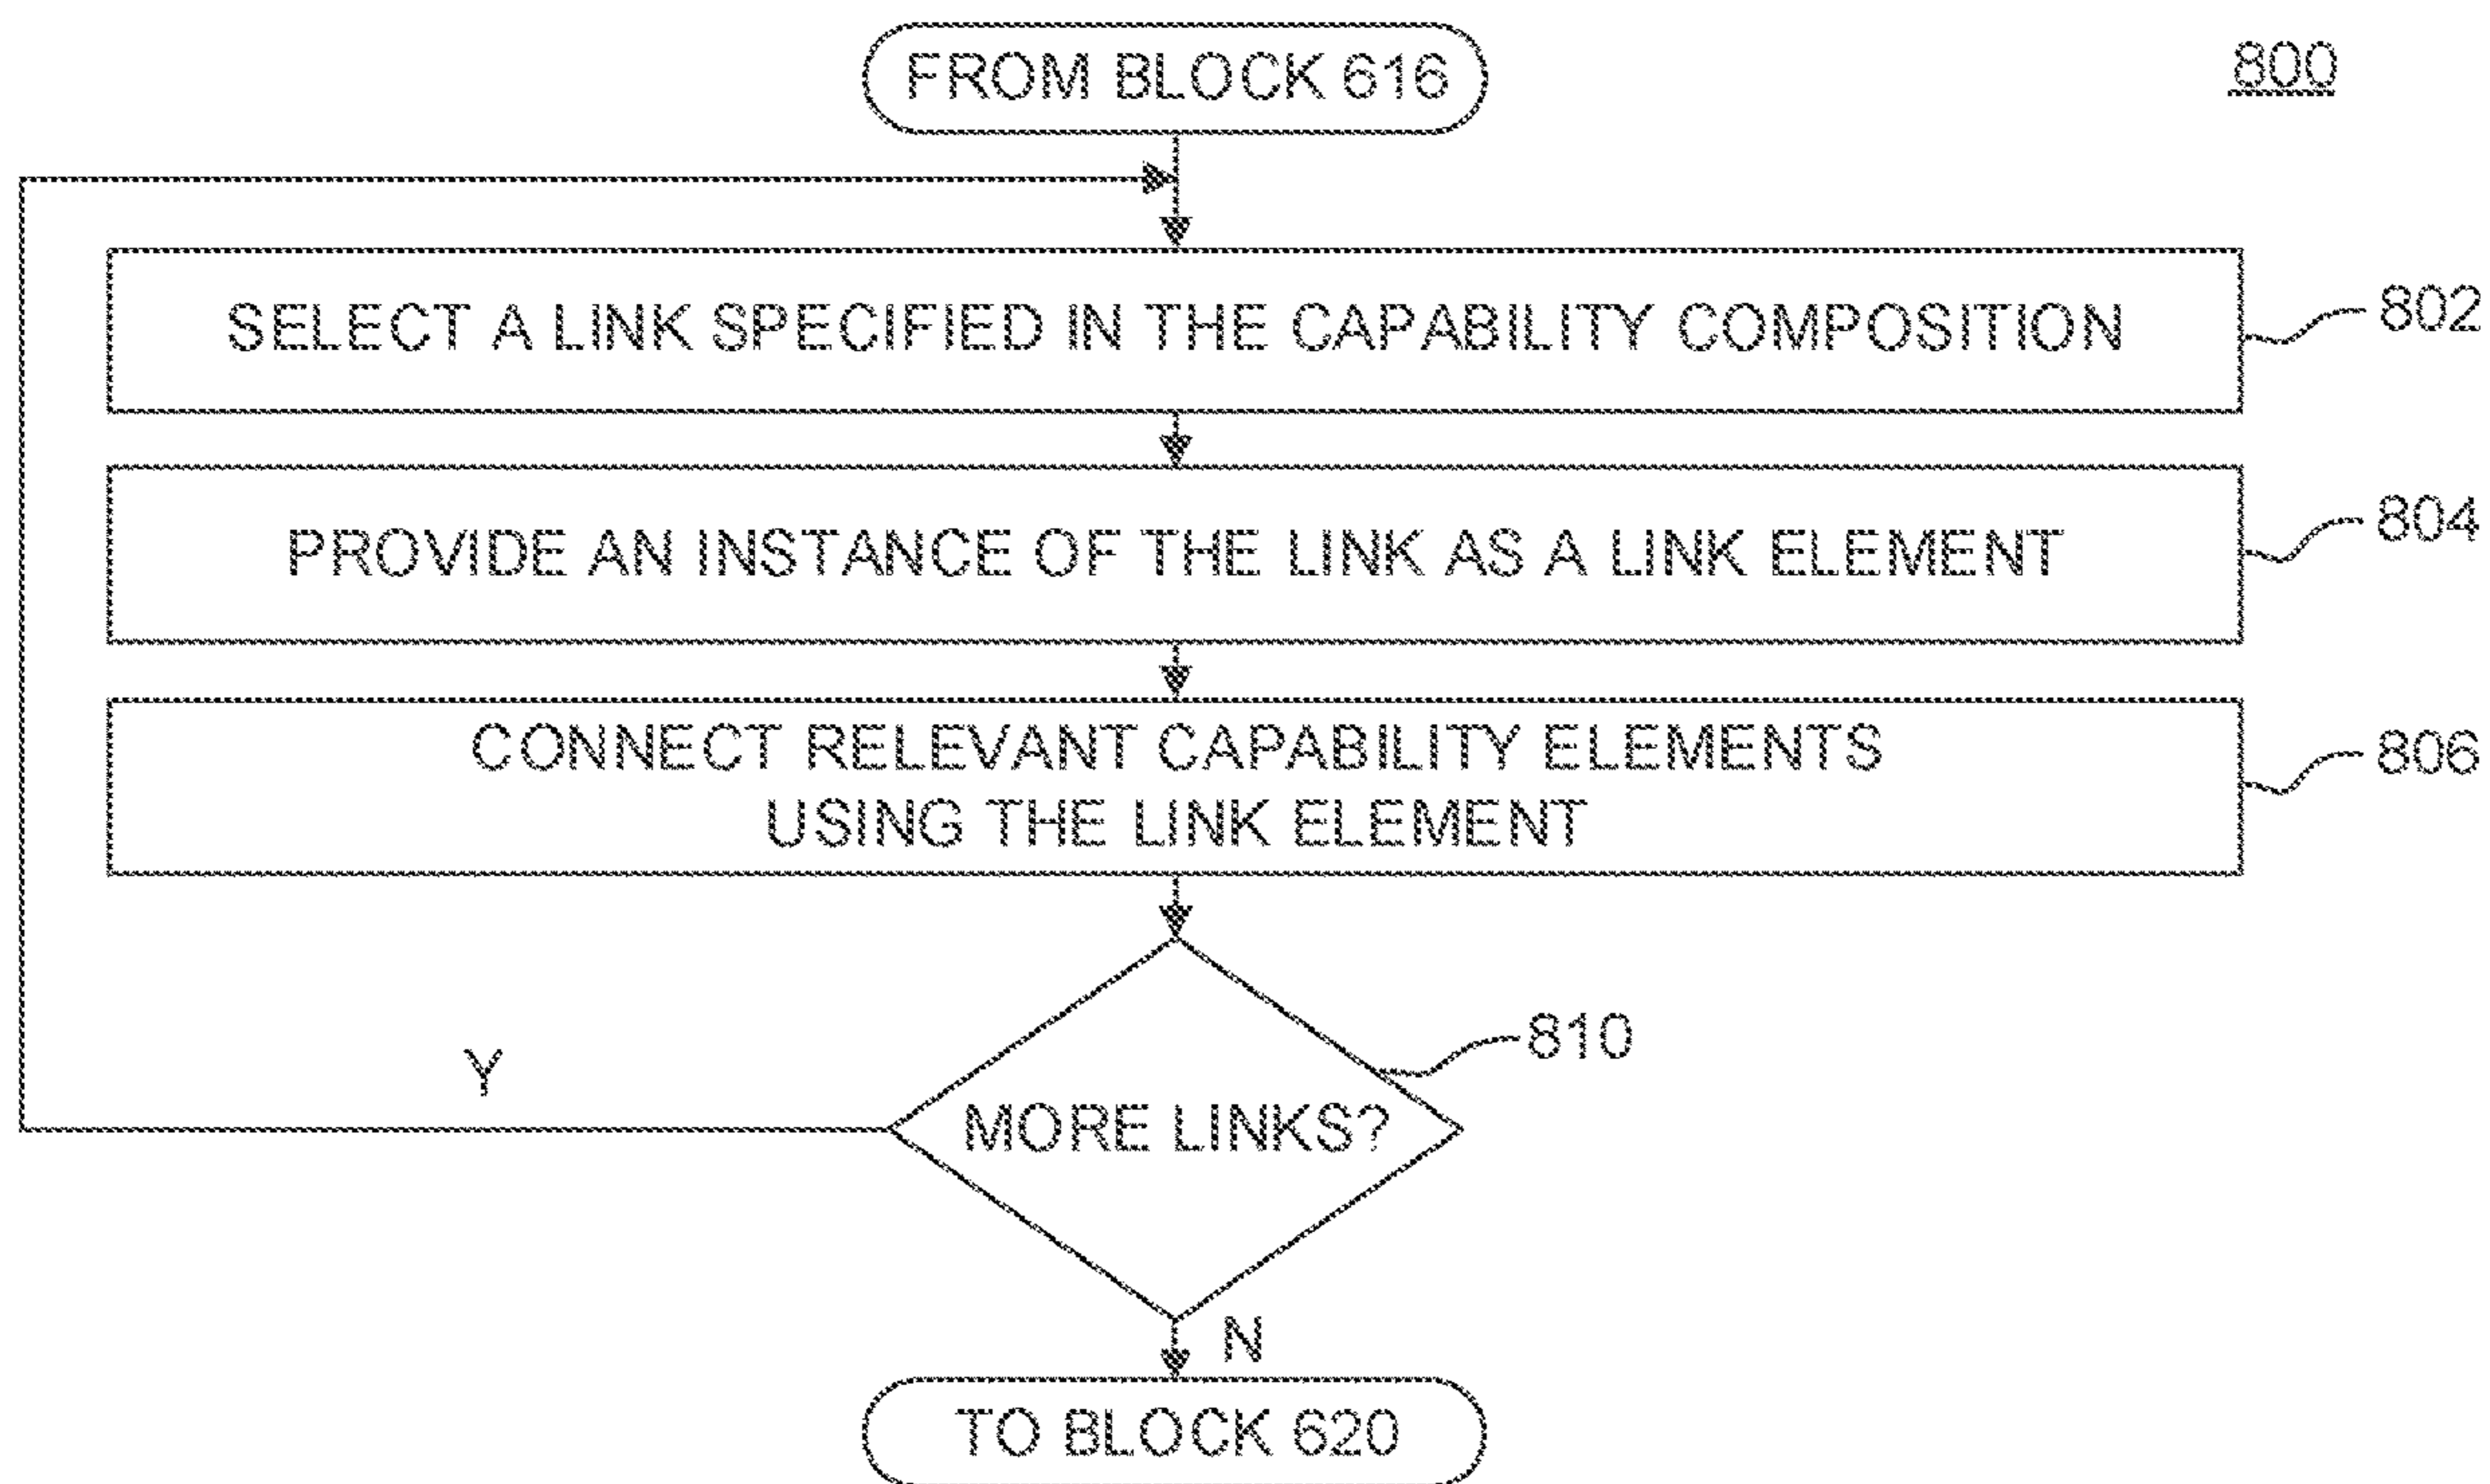 FROM BLOCK 616
800
SELECT A LINK SPECIFIED IN THE CAPABILITY COMPOSITION
802
PROVIDE AN INSTANCE OF THE LINK AS A LINK ELEMENT
804
CONNECT RELEVANT CAPABILITY ELEMENTS
USING THE LINK ELEMENT
806
810
Y
MORE LINKS?
N
TO BLOCK 620